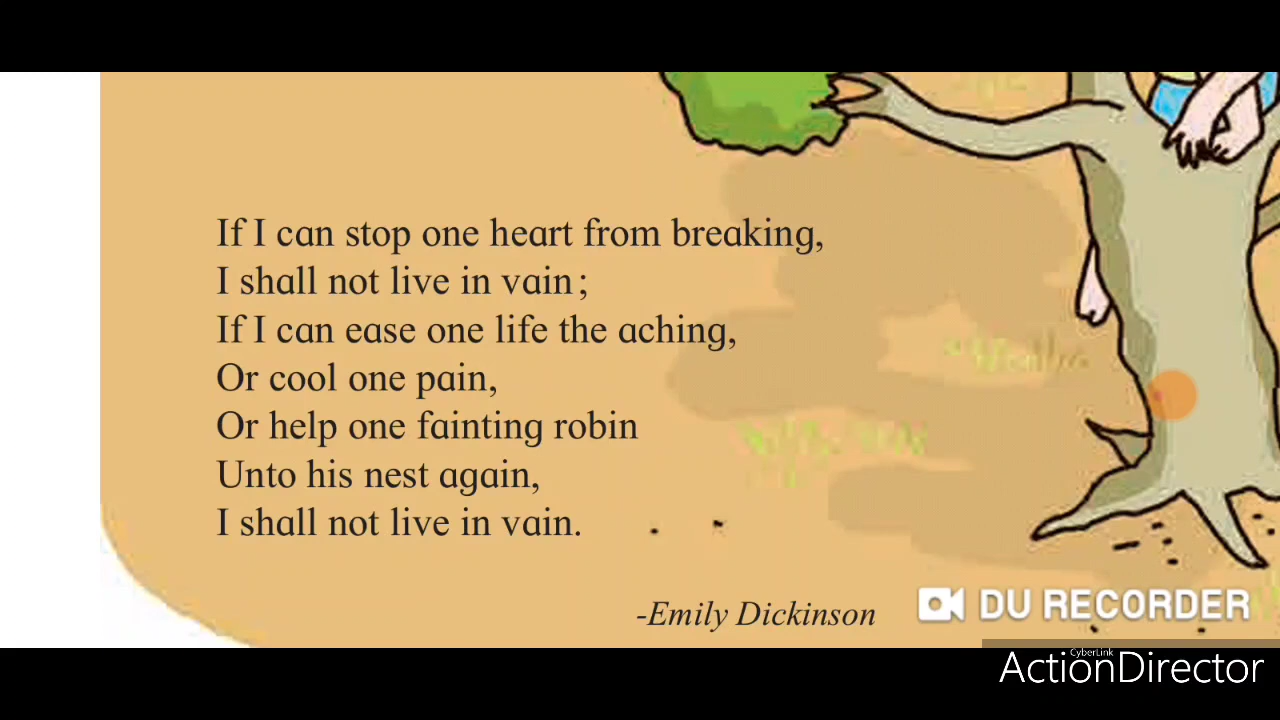 If I can stop one heart from breaking,
I shall not live in vain;
If I can ease one life the aching,
Or cool one pain,
Or help one fainting robin
Unto his nest again,
I shall not live in vain.
-Emily Dickinson
DU RECORDER
CyberLink
ActionDirector